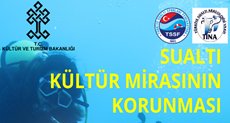 T.C.
KÜLTÜR VE TURİZM BAKANLIĞI
TSSF
TINA
SUALTI
KÜLTÜR MİRASININ
KORUNMASI